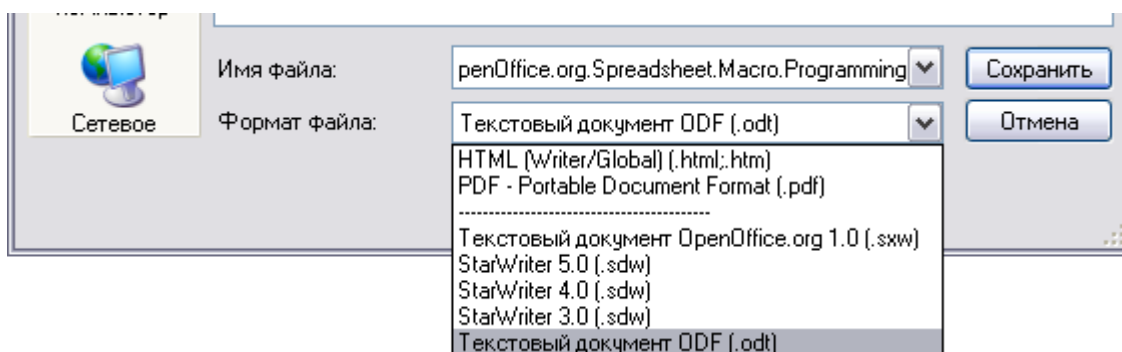 Имя файла:
penOffice.org.Spreadsheet.Macro.Programming
Сохранить
Сетевое
Формат файла:
Текстовый документ ODF (.odt)
Отмена
HTML (Writer/Global) (.html;.htm)
PDF - Portable Document Format (.pdf)
------------------------------------------
Текстовый документ OpenOffice.org 1.0 (.sxw)
StarWriter 5.0 (.sdw)
StarWriter 4.0 (.sdw)
StarWriter 3.0 (.sdw)
Текстовый документ ODF (.odt)